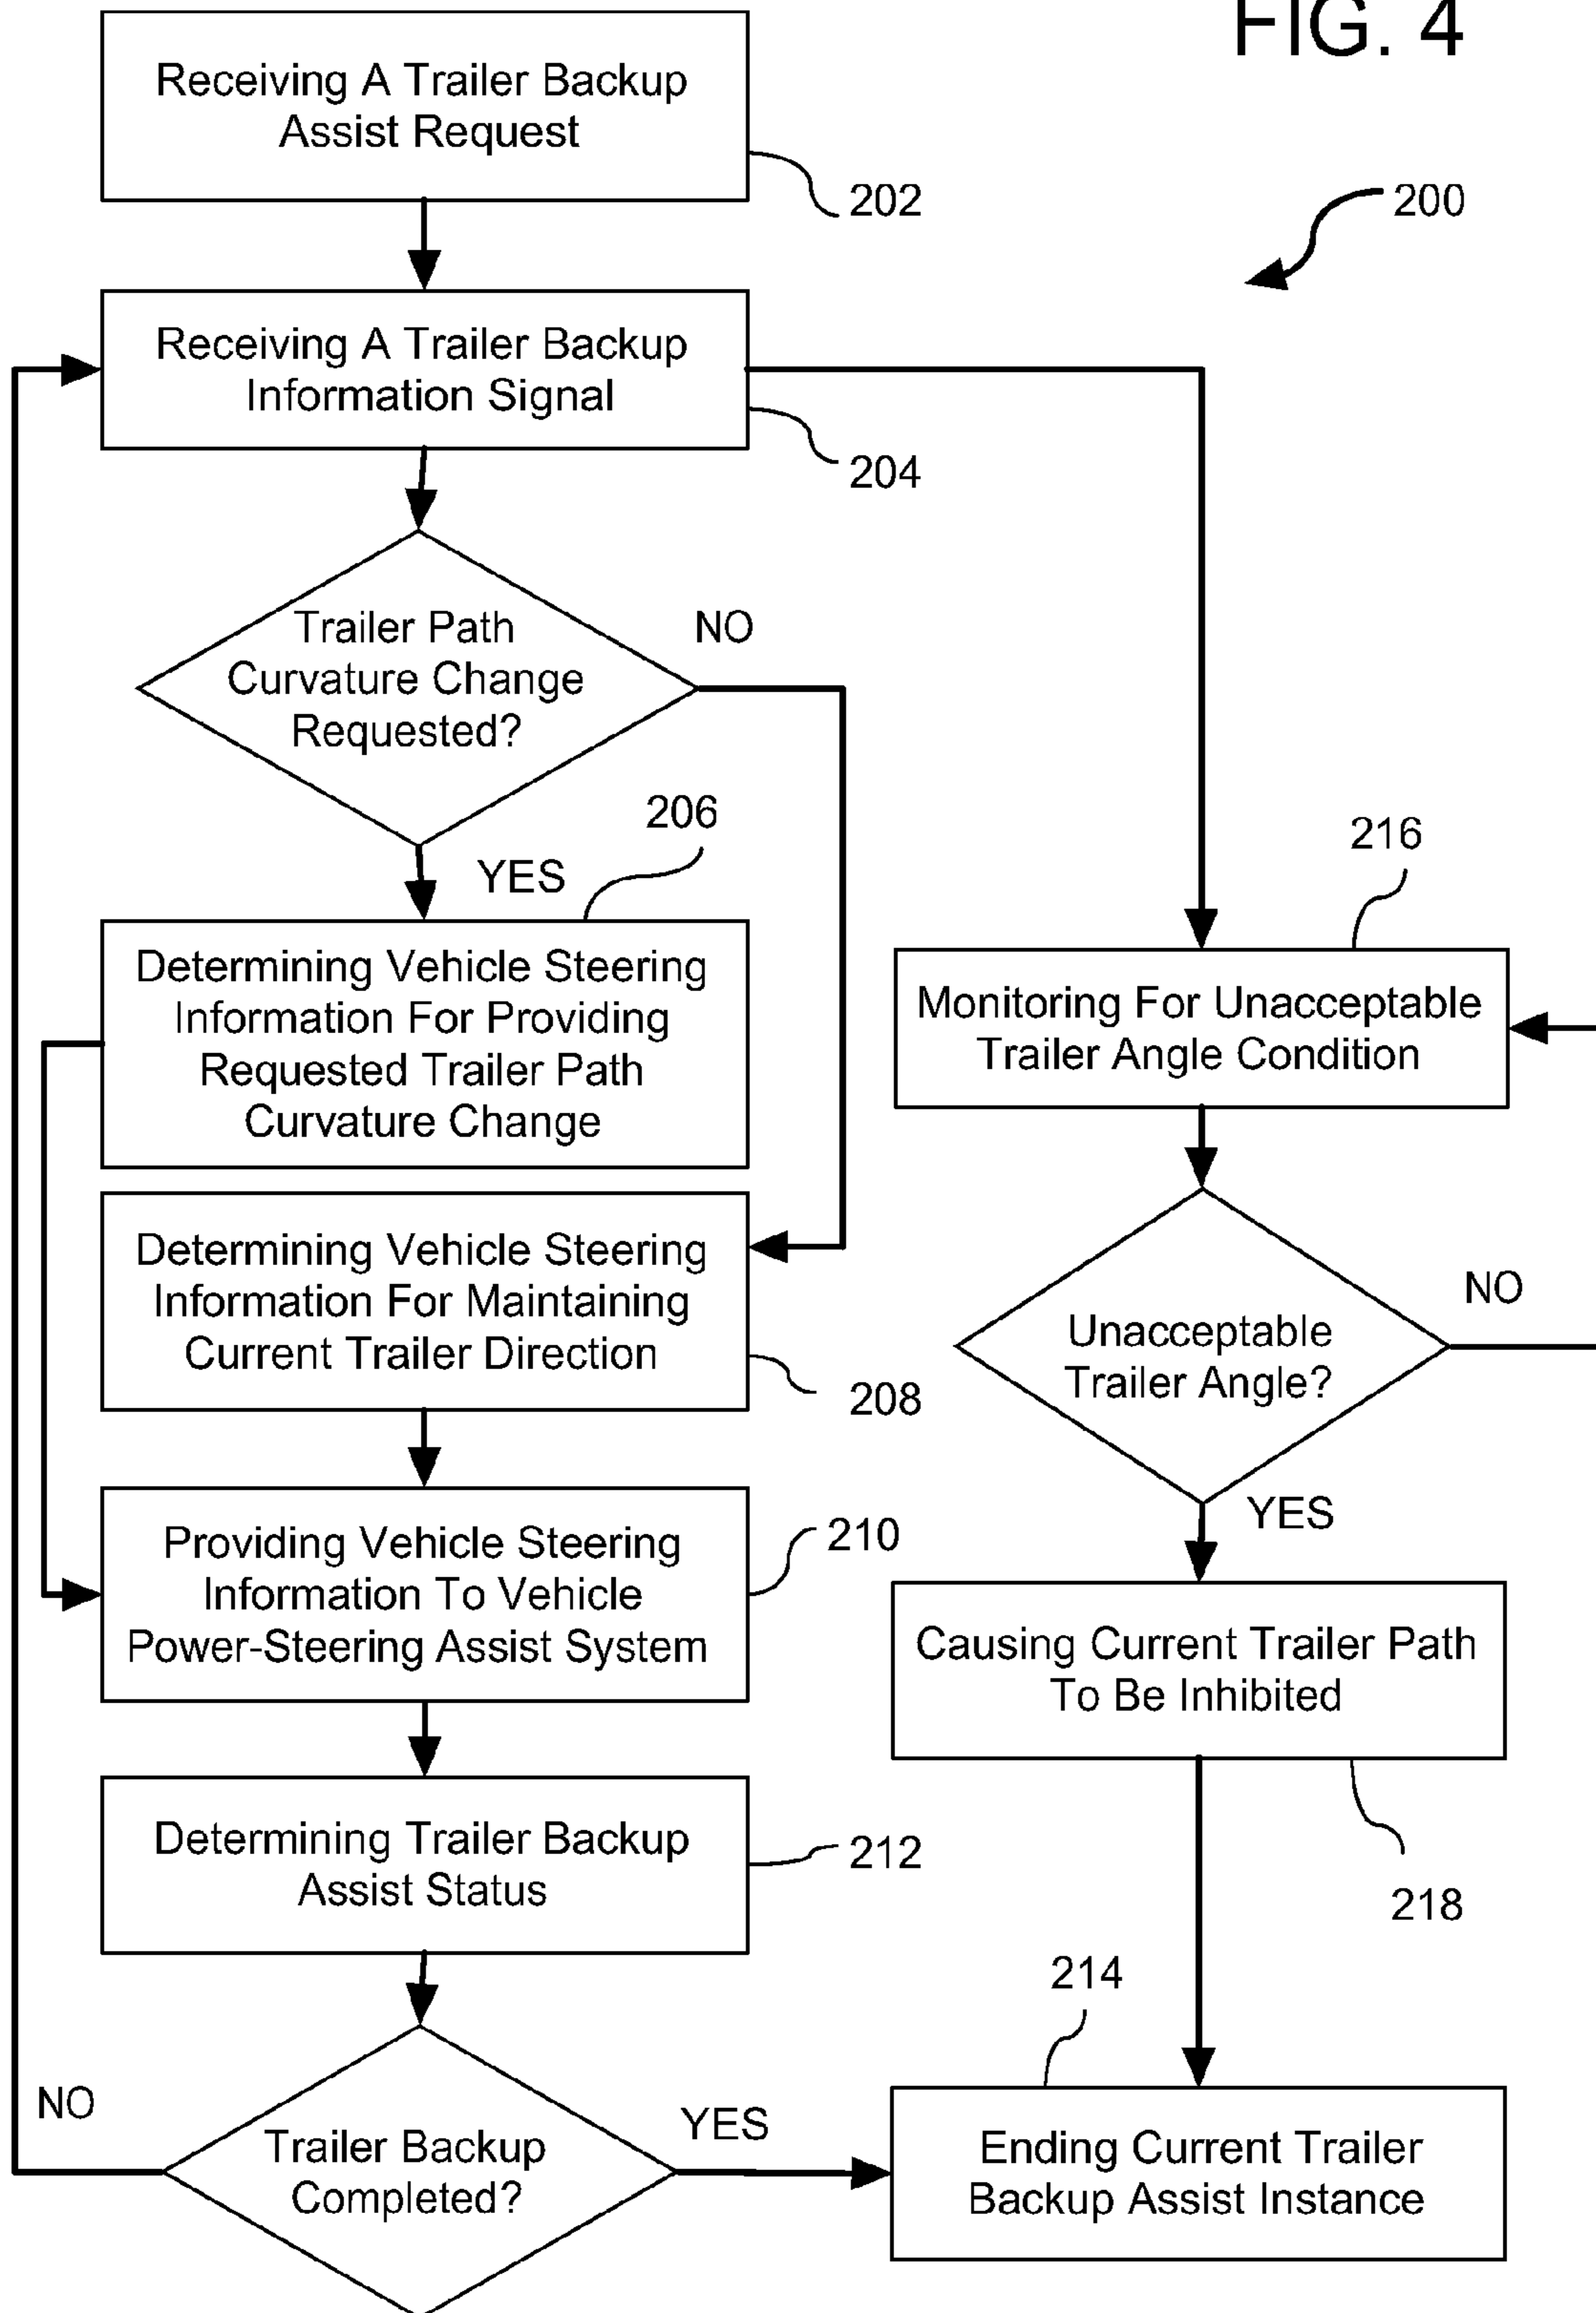 FIG. 4
Receiving A Trailer Backup
Assist Request
202
200
Receiving A Trailer Backup
Information Signal
204
Trailer Path
Curvature Change
Requested?
NO
YES
206
Determining Vehicle Steering
Information For Providing
Requested Trailer Path
Curvature Change
Determining Vehicle Steering
Information For Maintaining
Current Trailer Direction
208
Providing Vehicle Steering
Information To Vehicle
Power-Steering Assist System
210
Determining Trailer Backup
Assist Status
212
Trailer Backup
Completed?
NO
YES
216
Monitoring For Unacceptable
Trailer Angle Condition
Unacceptable
Trailer Angle?
NO
YES
Causing Current Trailer Path
To Be Inhibited
218
214
Ending Current Trailer
Backup Assist Instance